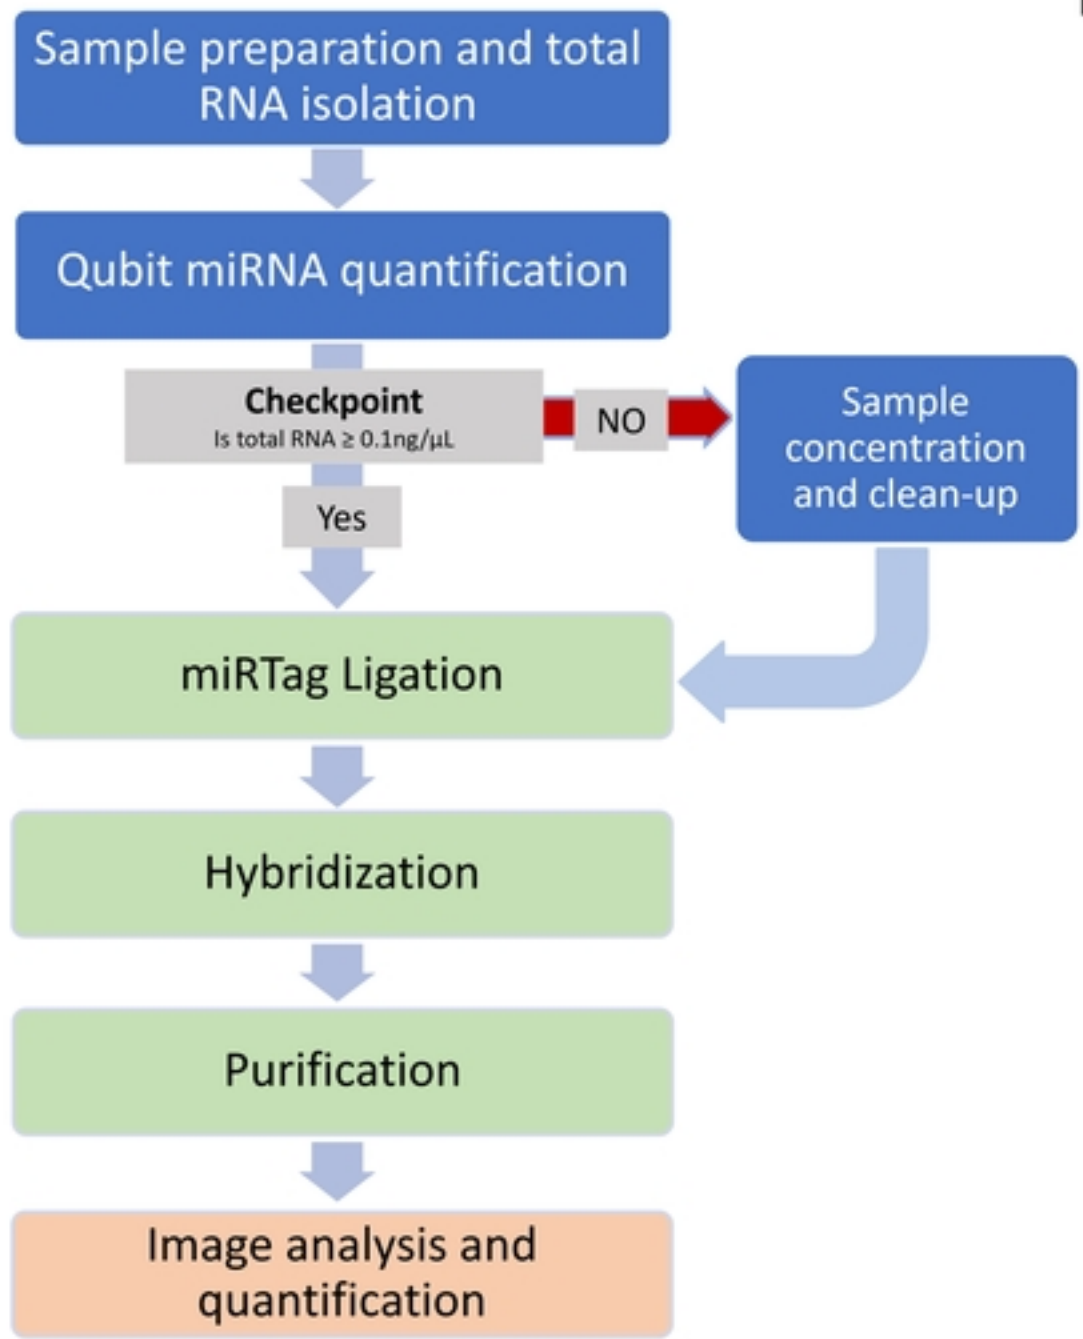 Sample preparation and total
RNA isolation
Qubit miRNA quantification
Checkpoint
Is total RNA ≥ 0.1ng/µL
NO
Sample
concentration
and clean-up
Yes
miRTag Ligation
Hybridization
Purification
Image analysis and
quantification